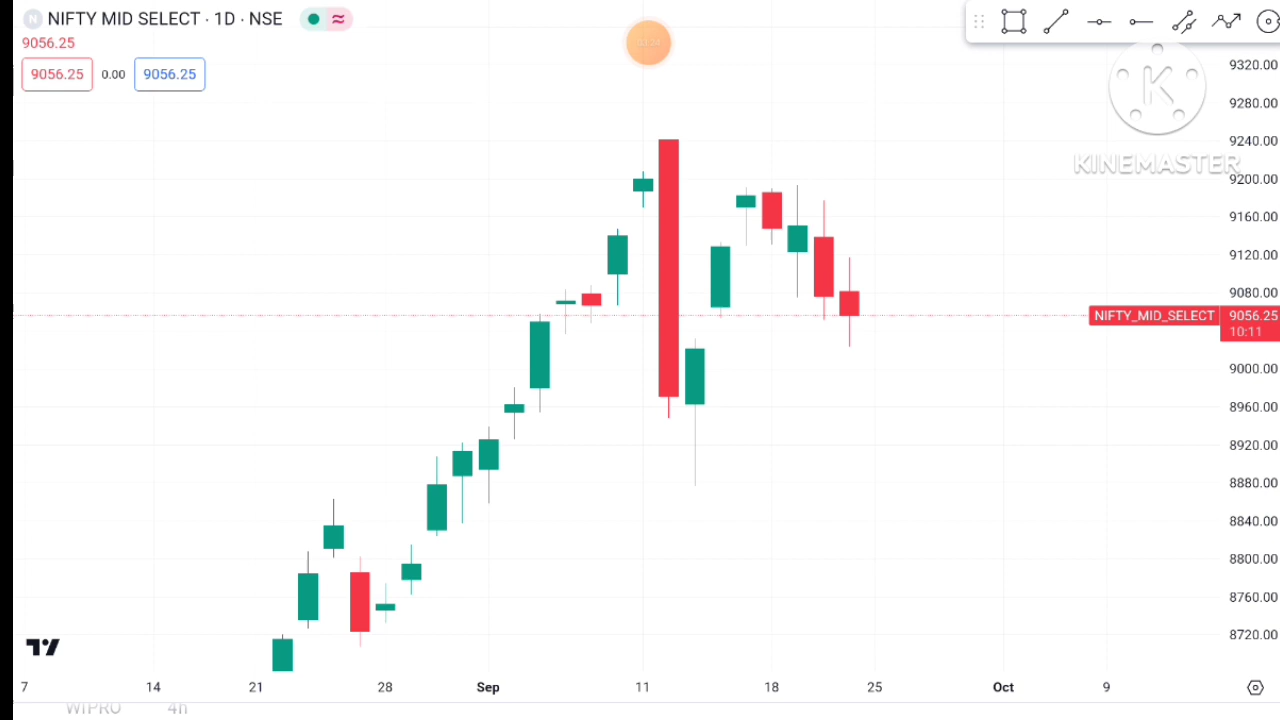 N NIFTY MID SELECT · 1D · NSE
9056.25
9056.25 0.00 9056.25
K
KINEMASTER
9320.00
9280.00
9240.00
9200.00
9160.00
9120.00
9080.00
NIFTY_MID_SELECT 9056.25
10:11
9000.00
8960.00
8920.00
8880.00
8840.00
8800.00
8760.00
8720.00
7 14 21 28 Sep 11 18 25 Oct 9
WIPRO 4h